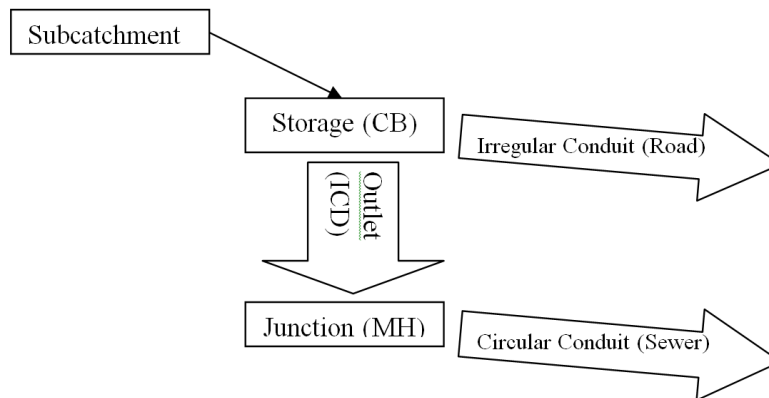 Subcatchment
Storage (CB)
Irregular Conduit (Road)
Outlet
(ICD)
Junction (MH)
Circular Conduit (Sewer)